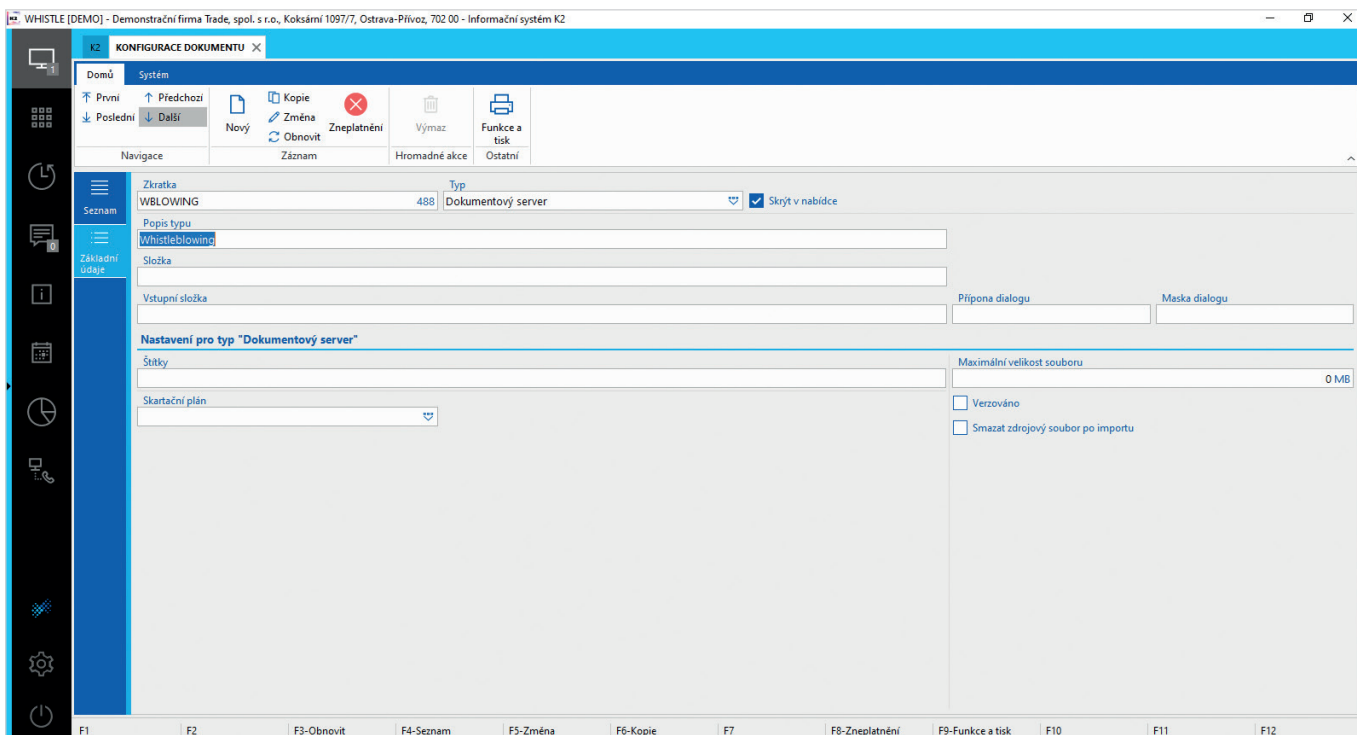 K2 WHISTLE [DEMO] - Demonstrační firma Trade, spol. s r.o., Koksární 1097/7, Ostrava-Přívoz, 702 00 - Informační systém K2
1
K2 KONFIGURACE DOKUMENTU
Domů Systém
První Předchozí
Poslední Další
Navigace
Nový
Kopie
Změna
Obnovit
Zneplatnění
Záznam
Výmaz
Hromadné akce
Funkce a
tisk
Ostatní
0
Seznam
Základní
údaje
Zkratka Typ
WBLOWING 488 Dokumentový server Skrýt v nabídce
Popis typu
Whistleblowing
Složka
Vstupní složka Přípona dialogu Maska dialogu
Nastavení pro typ "Dokumentový server"
Štítky Maximální velikost souboru
0 MB
Skartační plán
Verzováno
Smazat zdrojový soubor po importu
F1 F2 F3-Obnovit F4-Seznam F5-Změna F6-Kopie F7 F8-Zneplatnění F9-Funkce a tisk F10 F11 F12